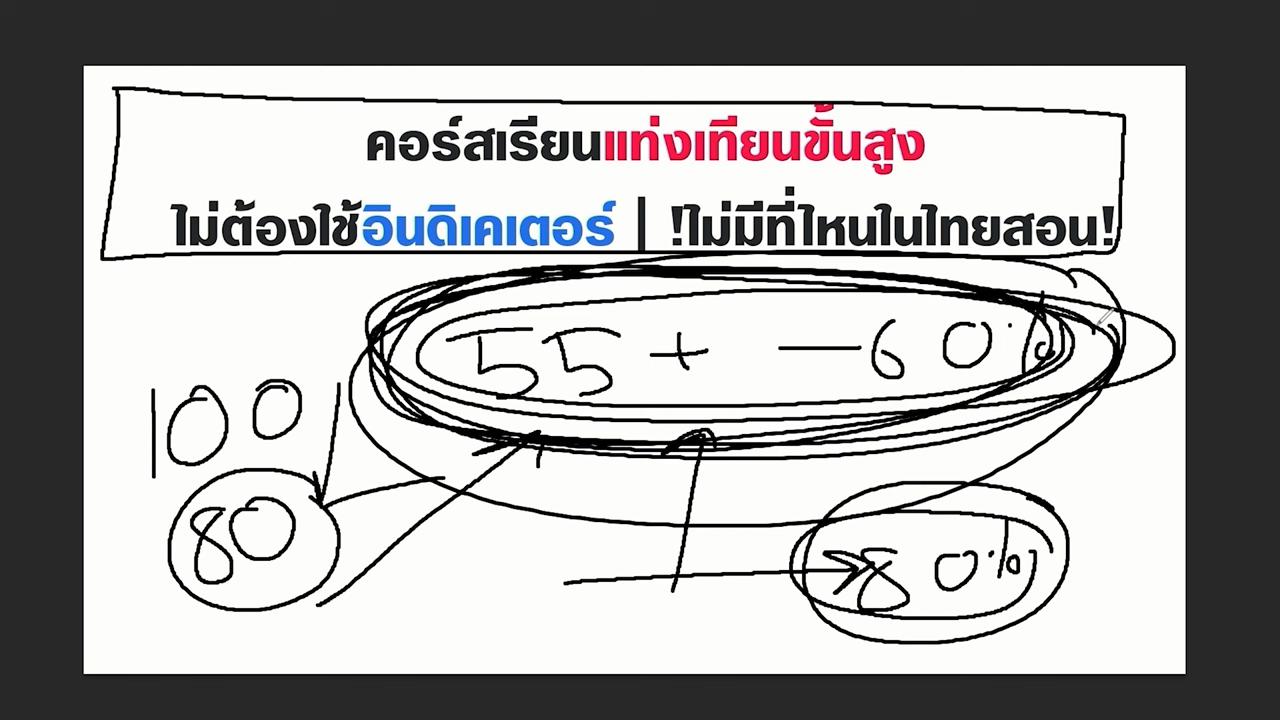 คอร์สเรียนแท่งเทียนขั้นสูง
ไม่ต้องใช้อินดิเคเตอร์ | !ไม่มีที่ไหนในไทยสอน!
55 + - 60%
100
80
80%